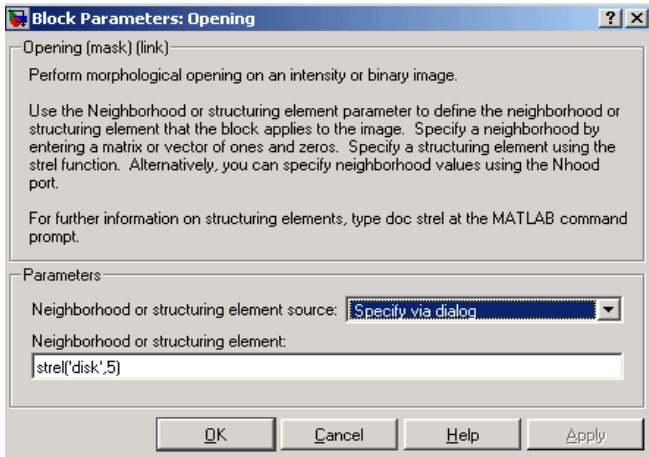 Block Parameters: Opening
Opening (mask) (link)
Perform morphological opening on an intensity or binary image.
Use the Neighborhood or structuring element parameter to define the neighborhood or
structuring element that the block applies to the image. Specify a neighborhood by
entering a matrix or vector of ones and zeros. Specify a structuring element using the
strel function. Alternatively, you can specify neighborhood values using the Nhood
port.
For further information on structuring elements, type doc strel at the MATLAB command
prompt.
Parameters
Neighborhood or structuring element source: Specify via dialog
Neighborhood or structuring element:
strel('disk',5)
OK Cancel Help Apply